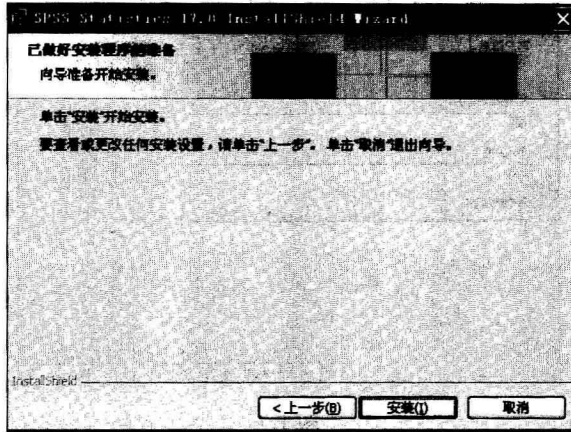 SPSS Statistics 17.0 InstallShield Wizard
已做好安装程序的准备
向导准备开始安装。
单击"安装"开始安装。
要查看或更改任何安装设置，请单击"上一步"。单击"取消"退出向导。
InstallShield
<上一步(B)
安装(I)
取消